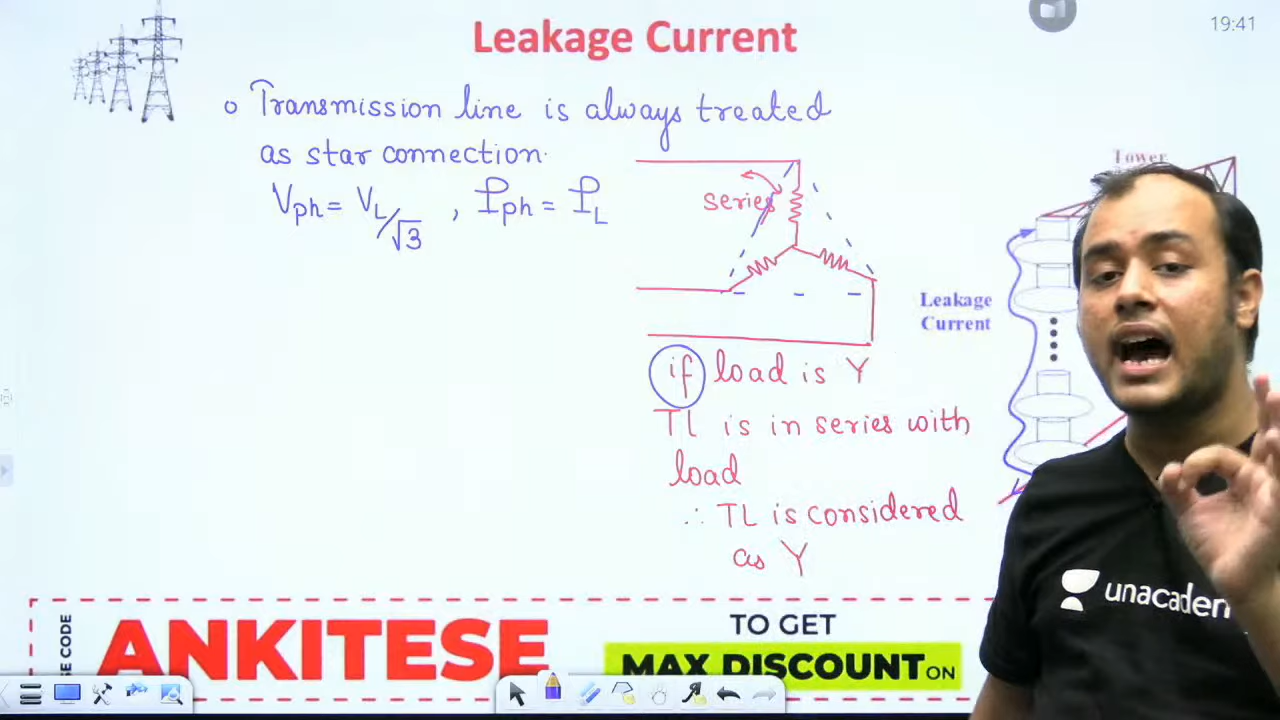 19:41
Leakage Current
Transmission line is always treated
as star connection.
Vph = VL/√3 , Iph = IL
series
Tower
Leakage
Current
if load is Y
TL is in series with
load
∴ TL is considered
as Y
unacaden
SE CODE
ANKITESE
TO GET
MAX DISCOUNT ON